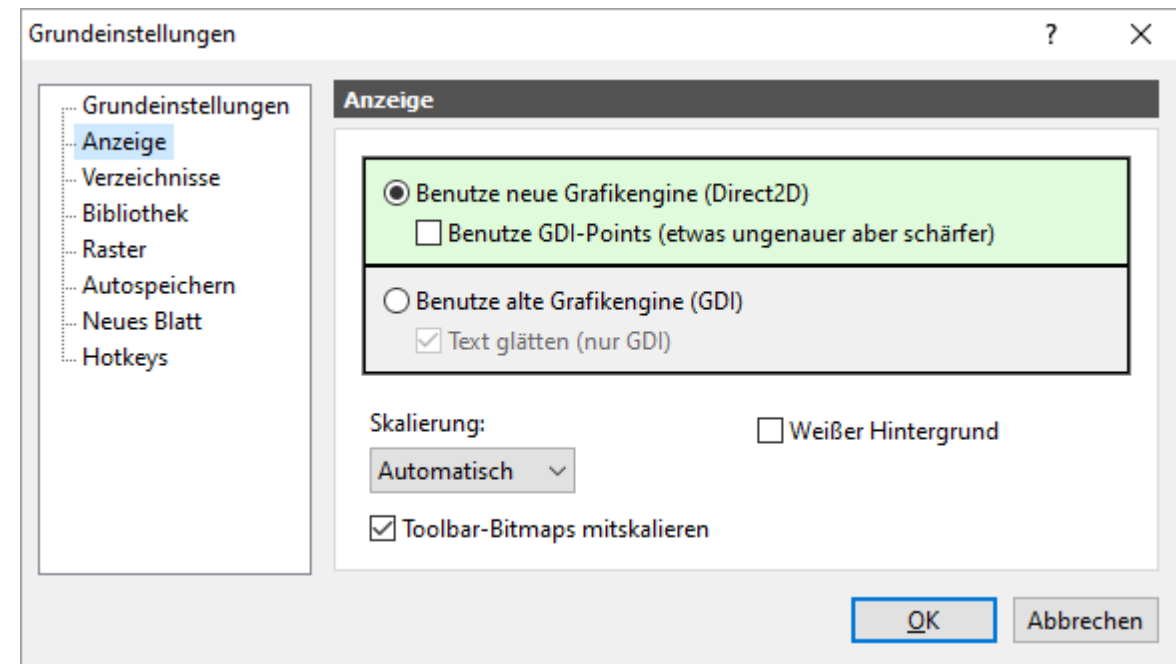 Grundeinstellungen
?
Grundeinstellungen
Anzeige
Verzeichnisse
Bibliothek
Raster
Autospeichern
Neues Blatt
Hotkeys
Anzeige
Benutze neue Grafikengine (Direct2D)
Benutze GDI-Points (etwas ungenauer aber schärfer)
Benutze alte Grafikengine (GDI)
Text glätten (nur GDI)
Skalierung:
Weißer Hintergrund
Automatisch
Toolbar-Bitmaps mitskalieren
OK
Abbrechen